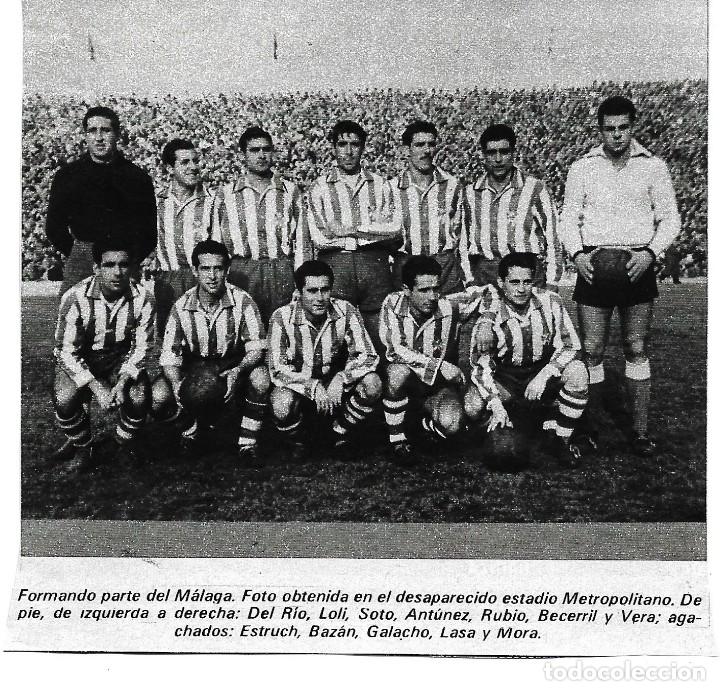 Formando parte del Málaga. Foto obtenida en el desaparecido estadio Metropolitano. De
pie, de izquierda a derecha: Del Río, Loli, Soto, Antúnez, Rubio, Becerril y Vera; aga-
chados: Estruch, Bazán, Galacho, Lasa y Mora.
todocoleccion